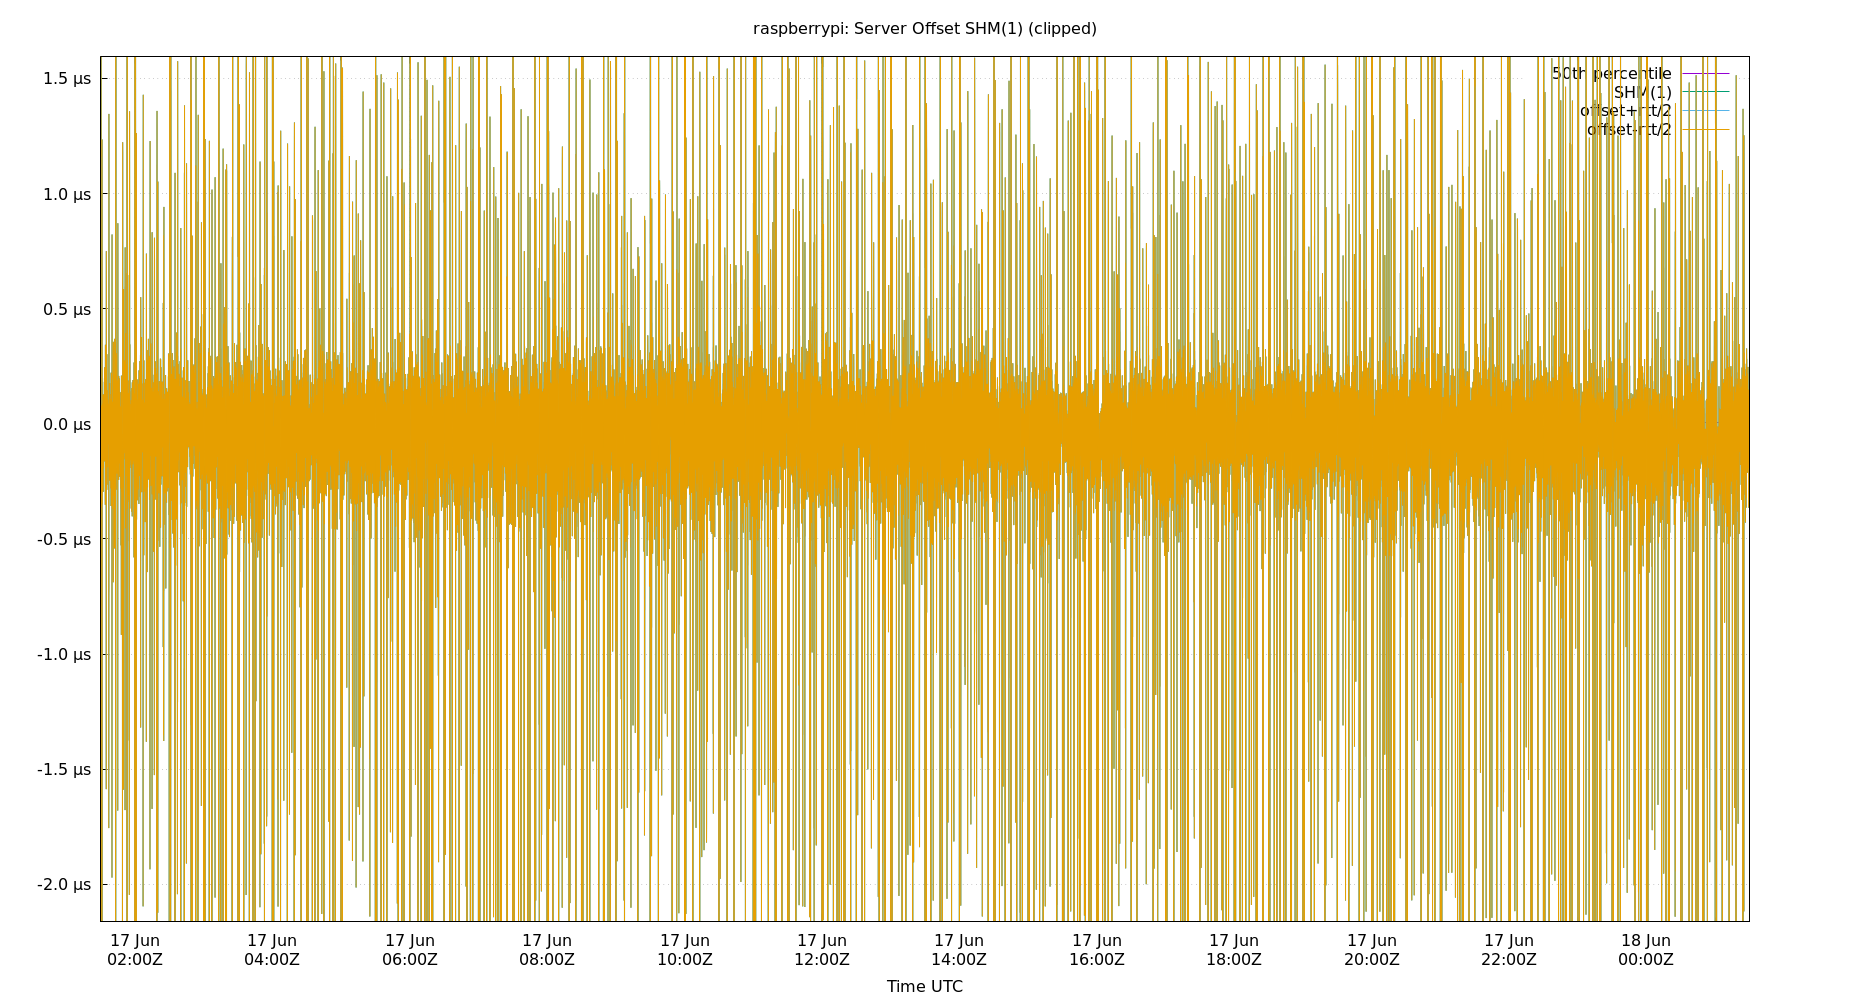 raspberrypi: Server Offset SHM(1) (clipped)
1.5 µs
1.0 µs
0.5 µs
0.0 µs
-0.5 µs
-1.0 µs
-1.5 µs
-2.0 µs
50th percentile
SHM(1)
offset+rtt/2
offset-rtt/2
17 Jun 17 Jun 17 Jun 17 Jun 17 Jun 17 Jun 17 Jun 17 Jun 17 Jun 17 Jun 17 Jun 18 Jun
02:00Z 04:00Z 06:00Z 08:00Z 10:00Z 12:00Z 14:00Z 16:00Z 18:00Z 20:00Z 22:00Z 00:00Z
Time UTC